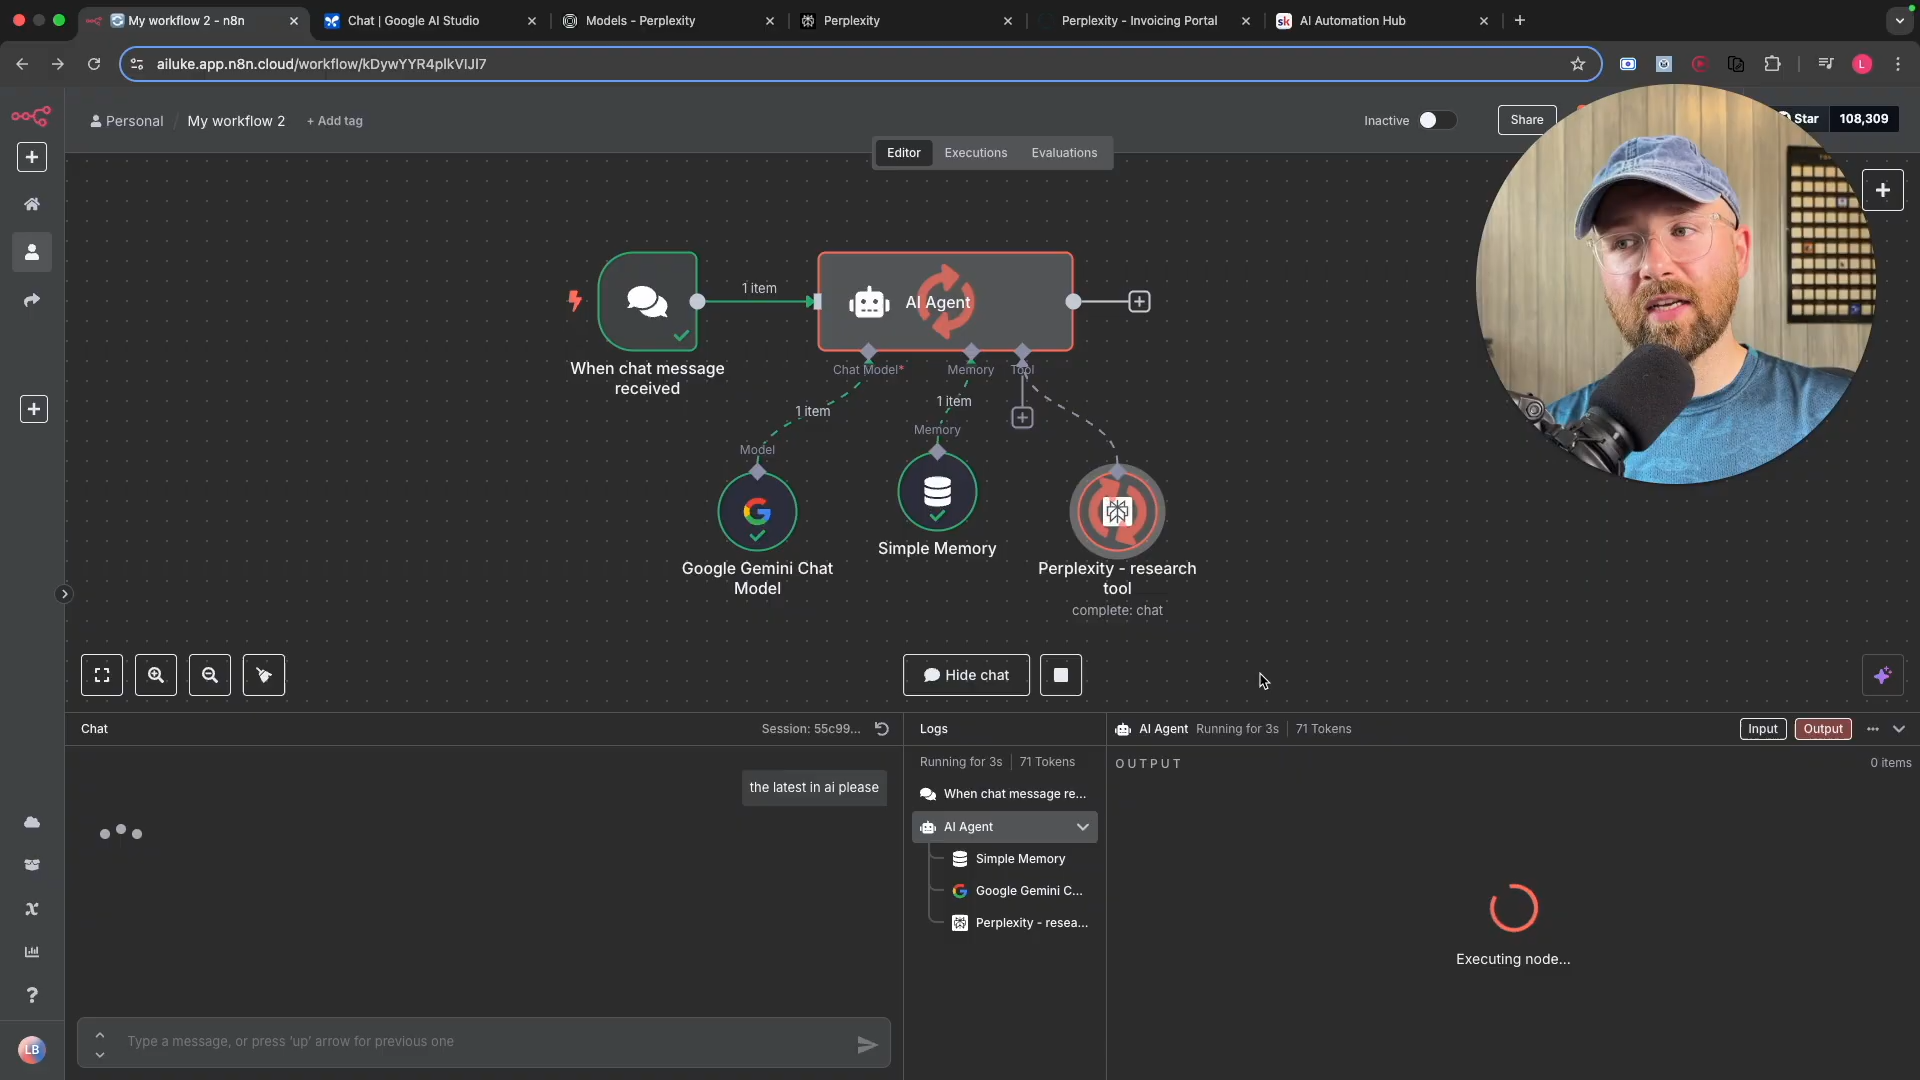 My workflow 2 - n8n
Chat | Google AI Studio
Models - Perplexity
Perplexity
Perplexity - Invoicing Portal
sk
AI Automation Hub
ailuke.app.n8n.cloud/workflow/kDywYYR4plkVlJI7
L
Personal / My workflow 2 + Add tag
Inactive
Share
Star 108,309
Editor Executions Evaluations
1 item
AI Agent
When chat message
received
Chat Model*
Memory
Tool
1 item
1 item
Memory
Model
Google Gemini Chat
Model
Simple Memory
Perplexity - research
tool
complete: chat
Hide chat
Chat
Session: 55c99...
the latest in ai please
Type a message, or press 'up' arrow for previous one
Logs
Running for 3s | 71 Tokens
When chat message re...
AI Agent
Simple Memory
Google Gemini C...
Perplexity - resea...
AI Agent Running for 3s | 71 Tokens
Input Output
OUTPUT
0 items
Executing node...
LB